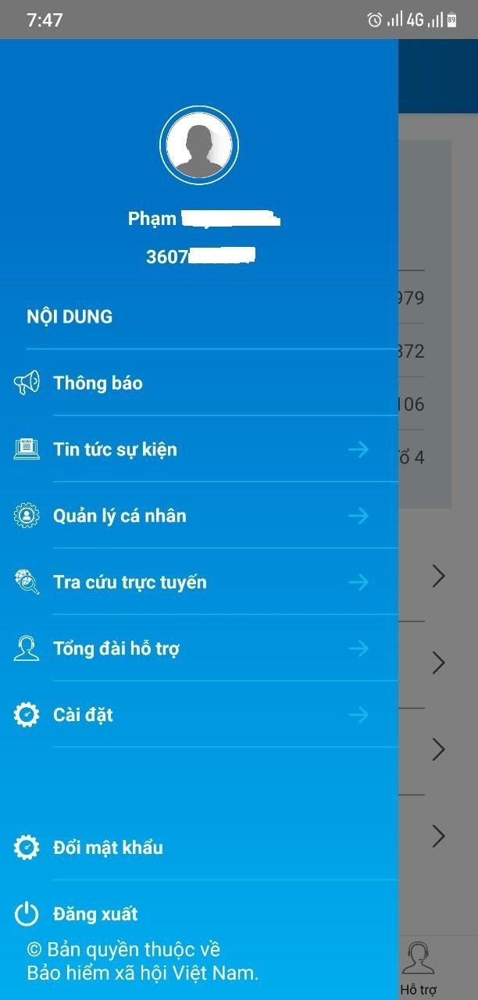 7:47
4G
89
Phạm
3607
NỘI DUNG
Thông báo
NEWS
Tin tức sự kiện
Quản lý cá nhân
Tra cứu trực tuyến
Tổng đài hỗ trợ
Cài đặt
Đổi mật khẩu
Đăng xuất
© Bản quyền thuộc về
Bảo hiểm xã hội Việt Nam.
979
372
106
4
Hỗ trợ